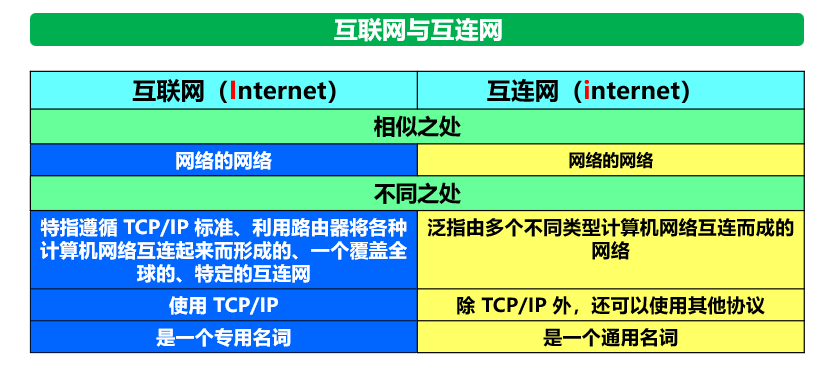 互联网与互连网
互联网（Internet）
互连网（internet）
相似之处
网络的网络
网络的网络
不同之处
特指遵循 TCP/IP 标准、利用路由器将各种
计算机网络互连起来而形成的、一个覆盖全
球的、特定的互连网
泛指由多个不同类型计算机网络互连而成的
网络
使用 TCP/IP
除 TCP/IP 外，还可以使用其他协议
是一个专用名词
是一个通用名词